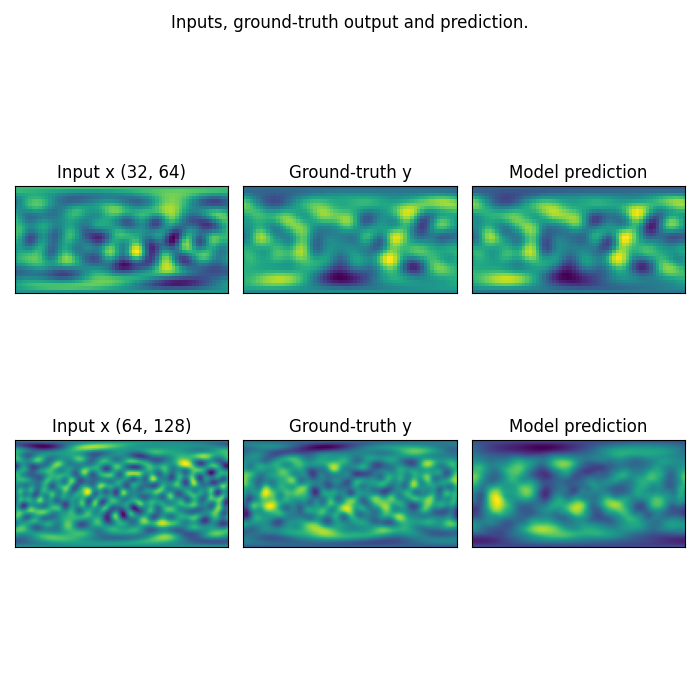 Inputs, ground-truth output and prediction.
Input x (32, 64)
Ground-truth y
Model prediction
Input x (64, 128)
Ground-truth y
Model prediction